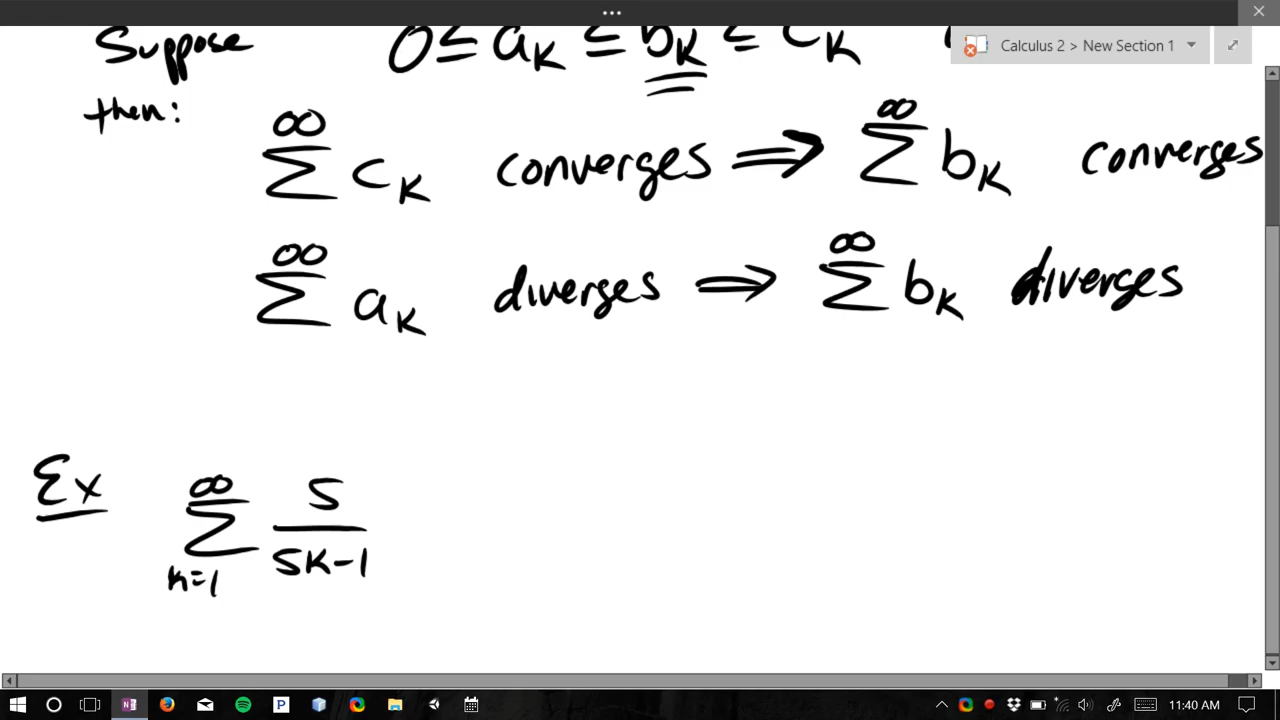 •••
Suppose 0 ≤ aₖ ≤ bₖ ≤ cₖ
Calculus 2 > New Section 1
then:
∞ ∑ cₖ converges ⇒ ∞ ∑ bₖ converges
∞ ∑ aₖ diverges ⇒ ∞ ∑ bₖ diverges
Ex ∞ ∑ k=1 5/(5k-1)
11:40 AM